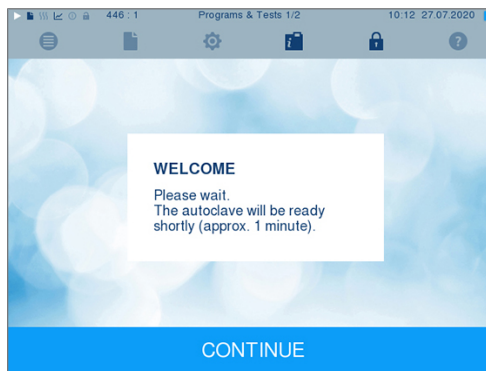 446 : 1 Programs & Tests 1/2 10:12 27.07.2020
WELCOME
Please wait.
The autoclave will be ready
shortly (approx. 1 minute).
CONTINUE